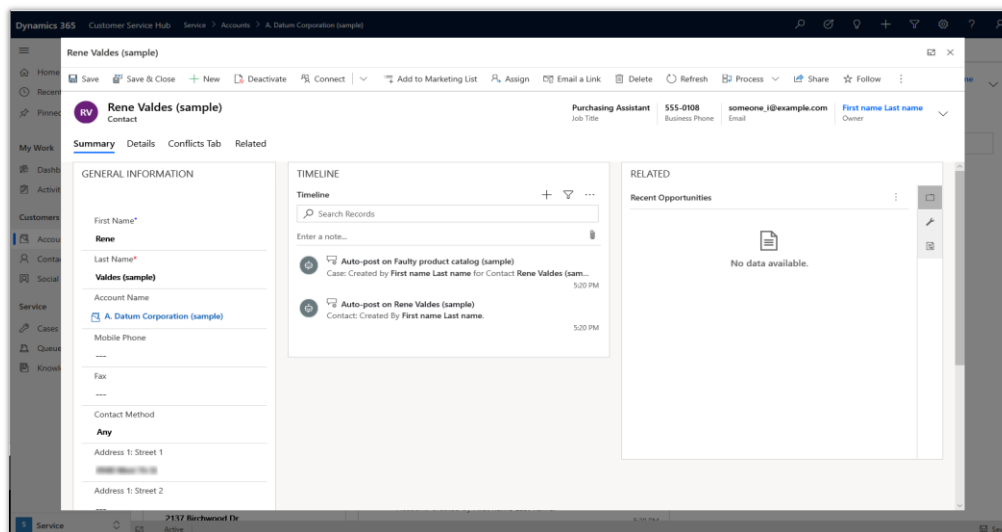 Dynamics 365 Customer Service Hub Service > Accounts > A. Datum Corporation (sample)
Rene Valdes (sample)
Save Save & Close New Deactivate Connect Add to Marketing List Assign Email a Link Delete Refresh Process Share Follow
RV
Rene Valdes (sample)
Contact
Purchasing Assistant 555-0108 someone_i@example.com First name Last name
Job Title Business Phone Email Owner
Summary Details Conflicts Tab Related
Home
Recen
Pinned
My Work
Dashb
Activit
Customers
Accou
Conta
Social
Service
Cases
Queue
Knowl
GENERAL INFORMATION
First Name*
Rene
Last Name*
Valdes (sample)
Account Name
A. Datum Corporation (sample)
Mobile Phone
---
Fax
---
Contact Method
Any
Address 1: Street 1
Address 1: Street 2
---
TIMELINE
Timeline
Search Records
Enter a note...
Auto-post on Faulty product catalog (sample)
Case: Created by First name Last name for Contact Rene Valdes (sam...
5:20 PM
Auto-post on Rene Valdes (sample)
Contact: Created By First name Last name.
5:20 PM
RELATED
Recent Opportunities
No data available.
S Service
2137 Birchwood Dr
Active
5:20 PM